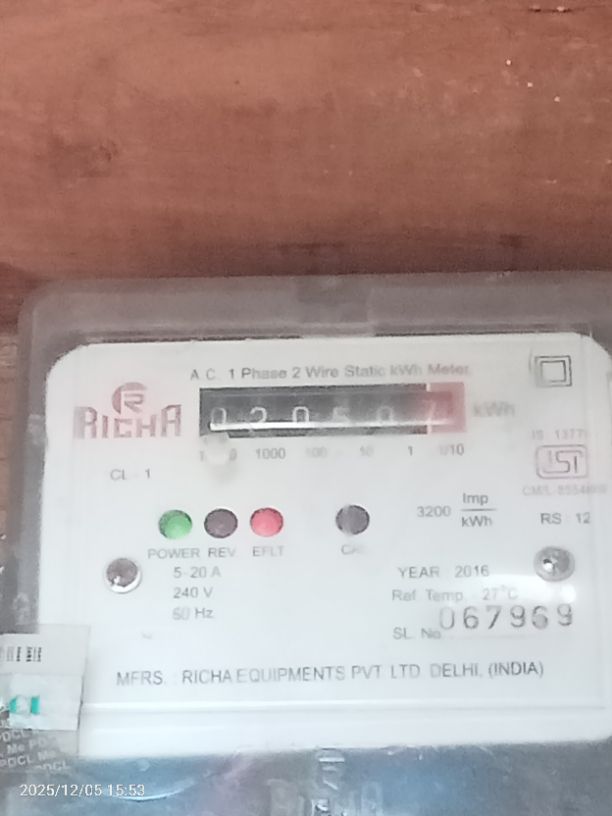 A.C. 1 Phase 2 Wire Static kWh Meter
RICHA
kWh
1000 100 10 1 1/10
CL - 1
IS : 13779
ISI
3200 Imp/kWh
RS : 12
POWER REV EFLT CAL
5-20 A
240 V
50 Hz
YEAR : 2016
Ref. Temp. 27°C
SL. No. 067969
MFRS. : RICHA EQUIPMENTS PVT. LTD. DELHI, (INDIA)
2025/12/05 15:53